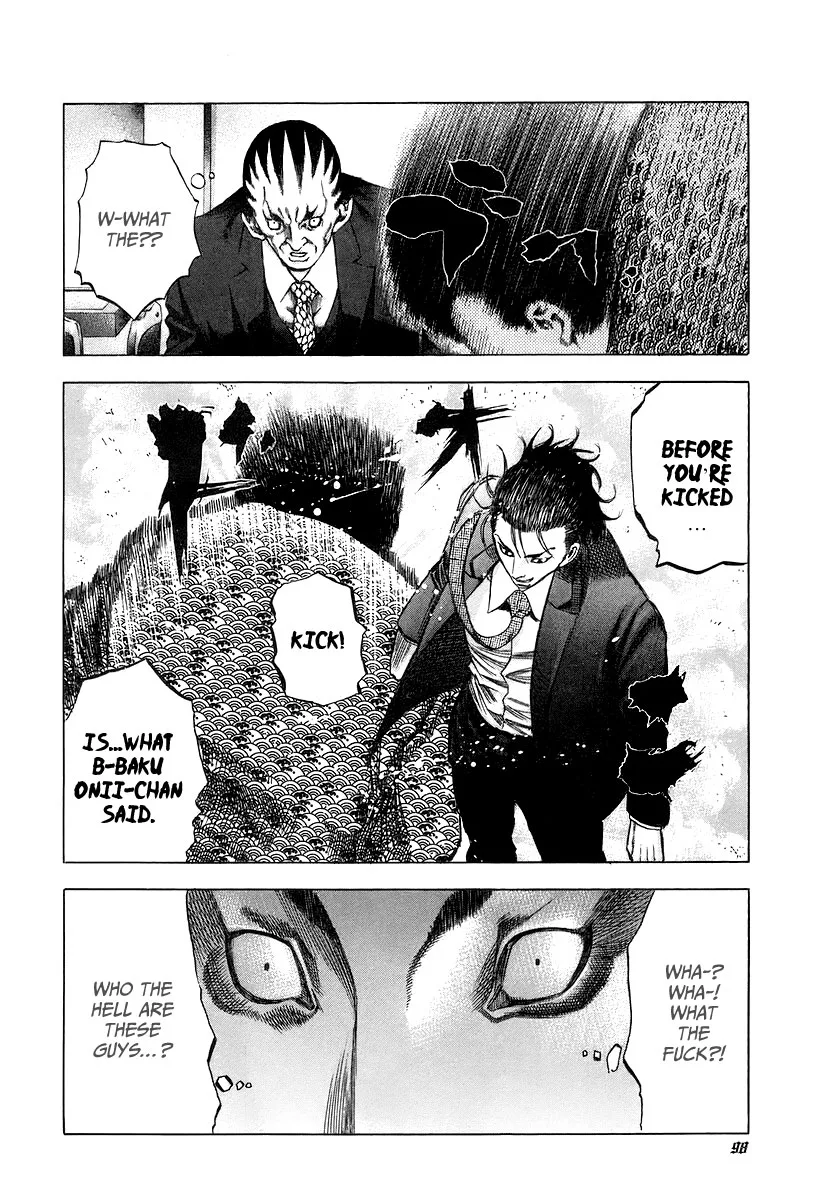 W-WHAT
THE??
BEFORE
YOU'RE
KICKED
...
KICK!
IS...WHAT
B-BAKU
ONII-CHAN
SAID.
WHA-?
WHA-!
WHAT
THE
FUCK?!
WHO THE
HELL ARE
THESE
GUYS...?
98